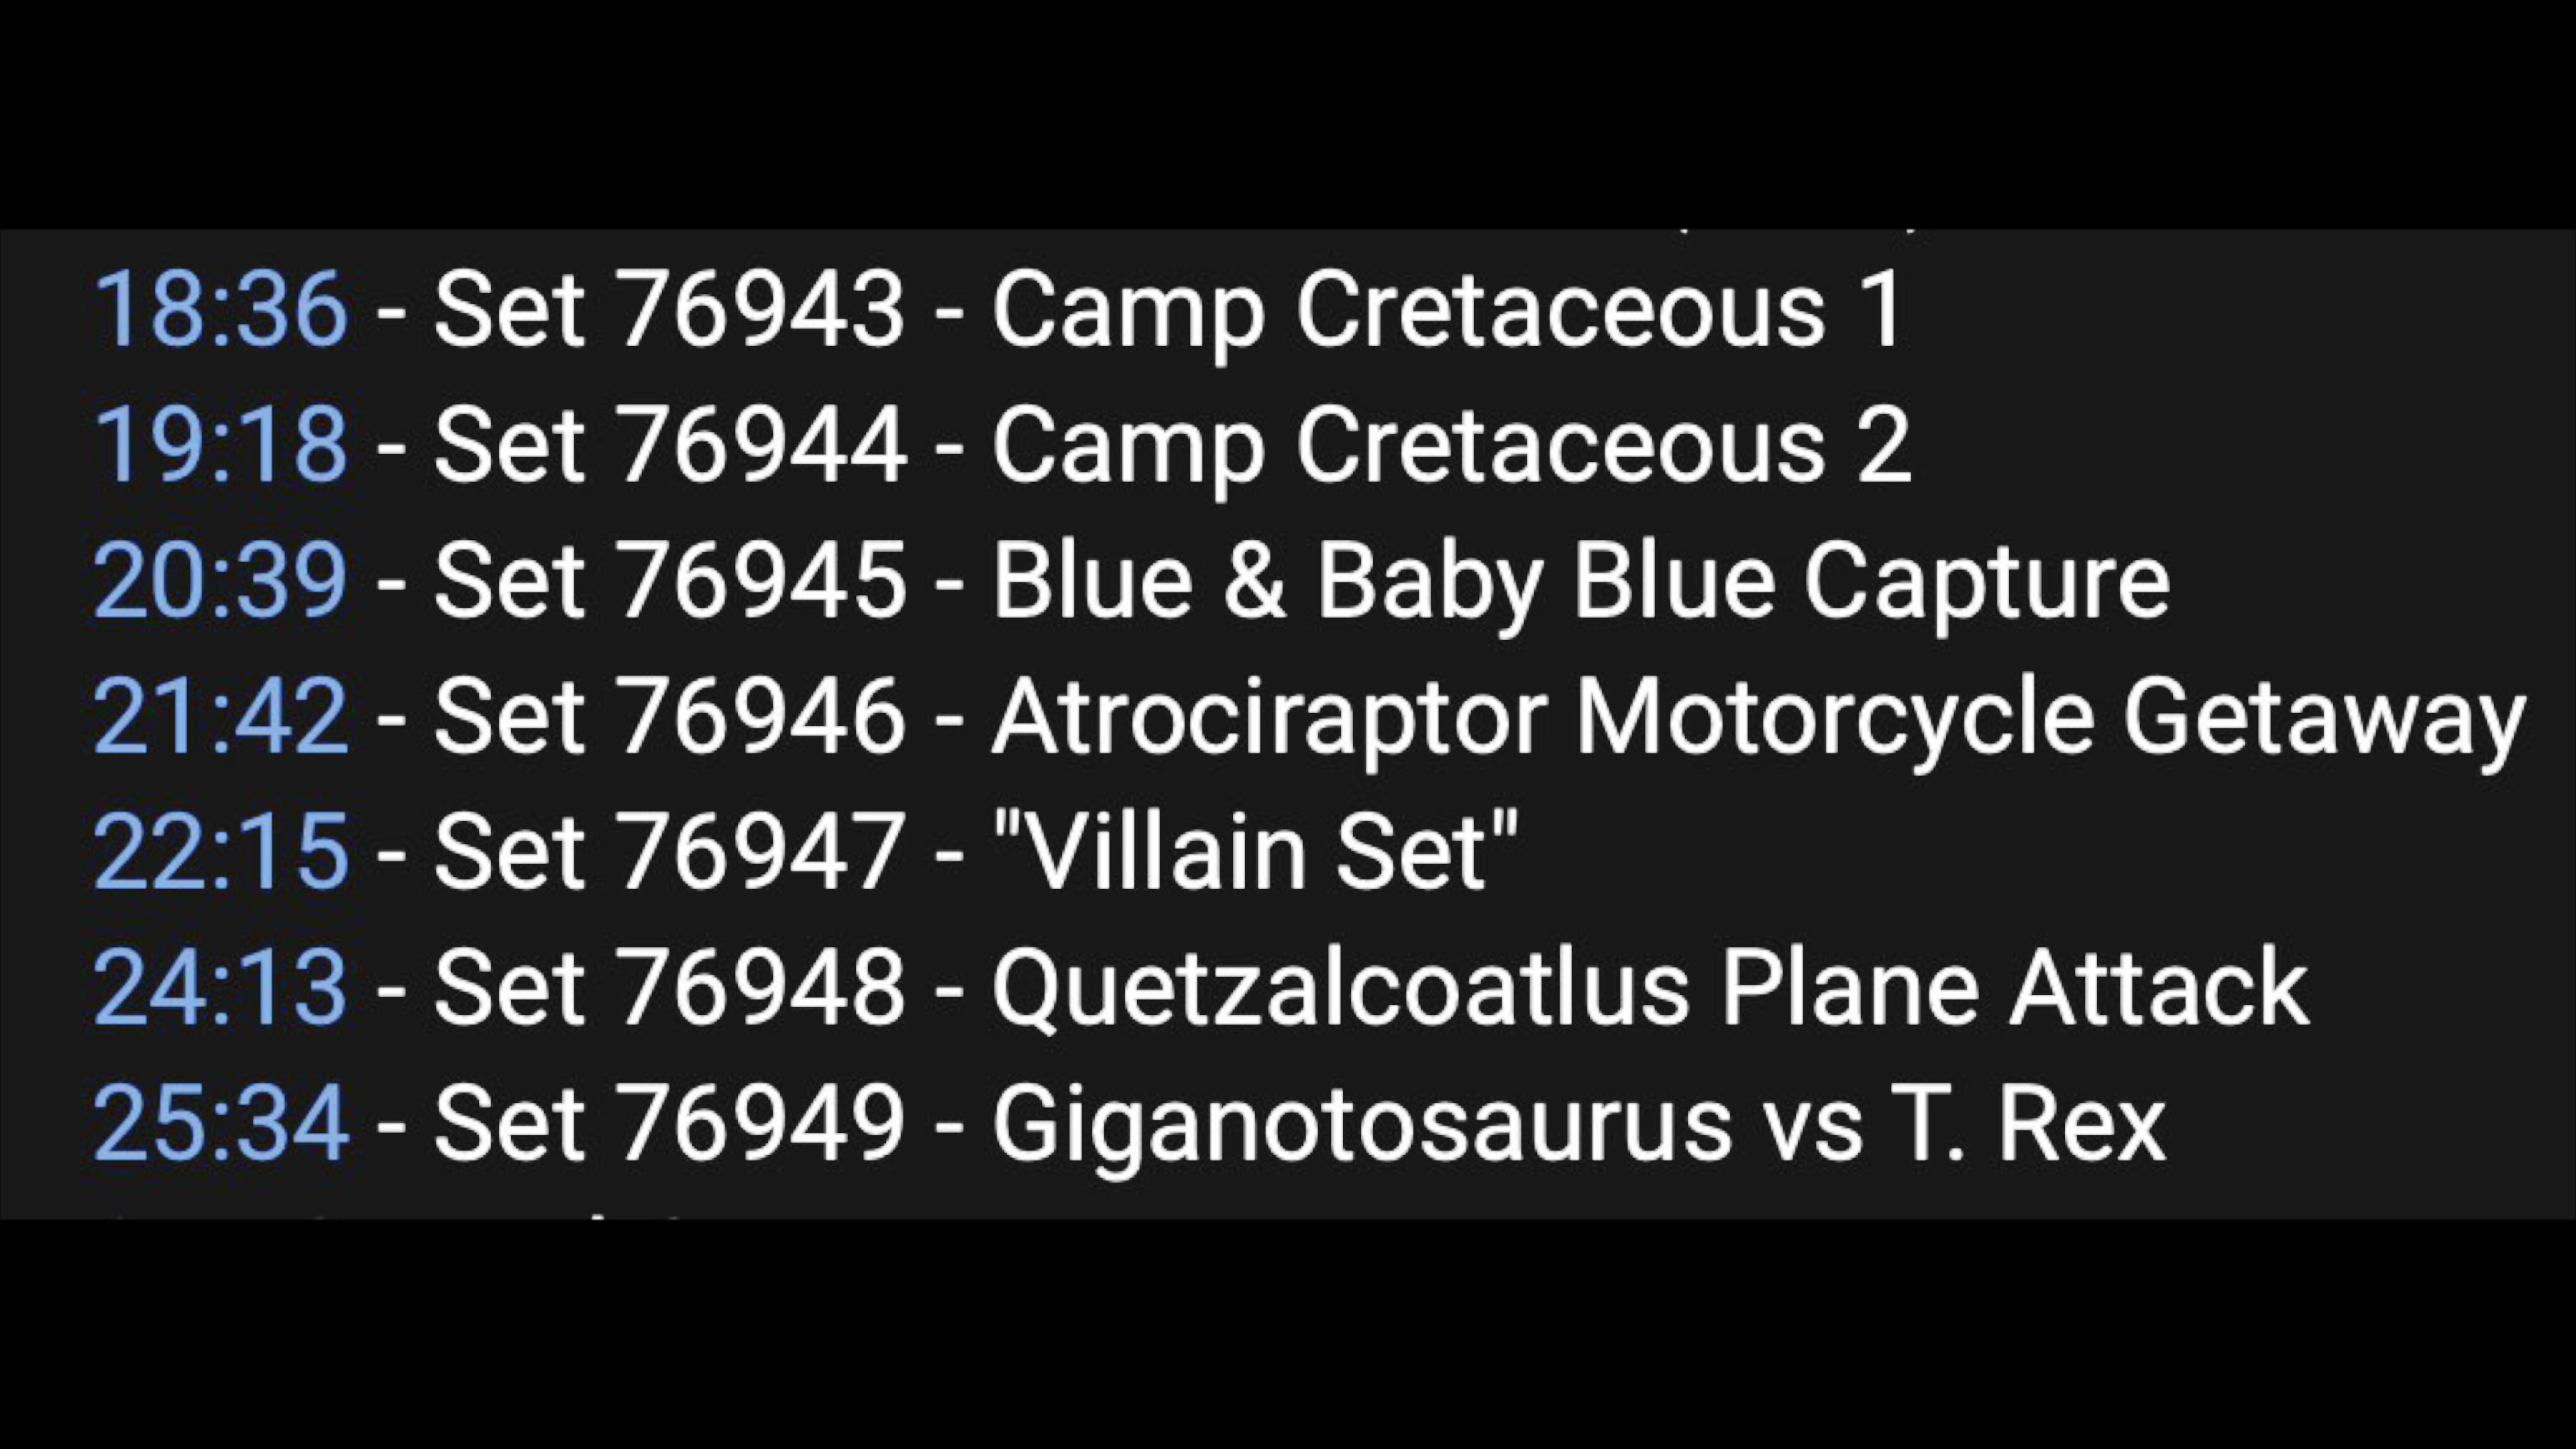 18:36 - Set 76943 - Camp Cretaceous 1
19:18 - Set 76944 - Camp Cretaceous 2
20:39 - Set 76945 - Blue & Baby Blue Capture
21:42 - Set 76946 - Atrociraptor Motorcycle Getaway
22:15 - Set 76947 - "Villain Set"
24:13 - Set 76948 - Quetzalcoatlus Plane Attack
25:34 - Set 76949 - Giganotosaurus vs T. Rex